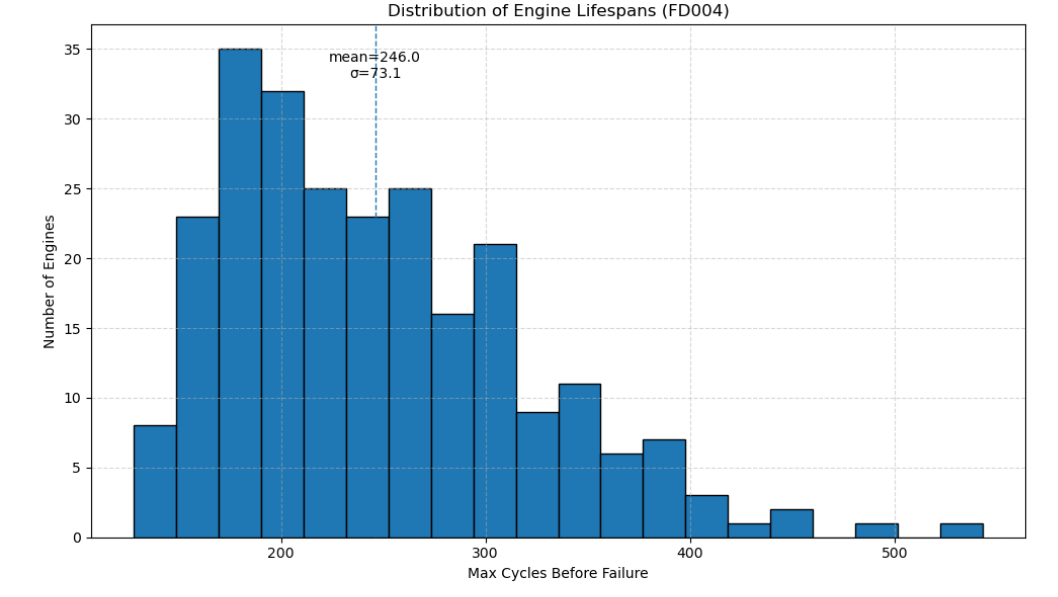 Distribution of Engine Lifespans (FD004)
35
mean=246.0
σ=73.1
30
25
20
15
10
5
0
Number of Engines
200
300
400
500
Max Cycles Before Failure